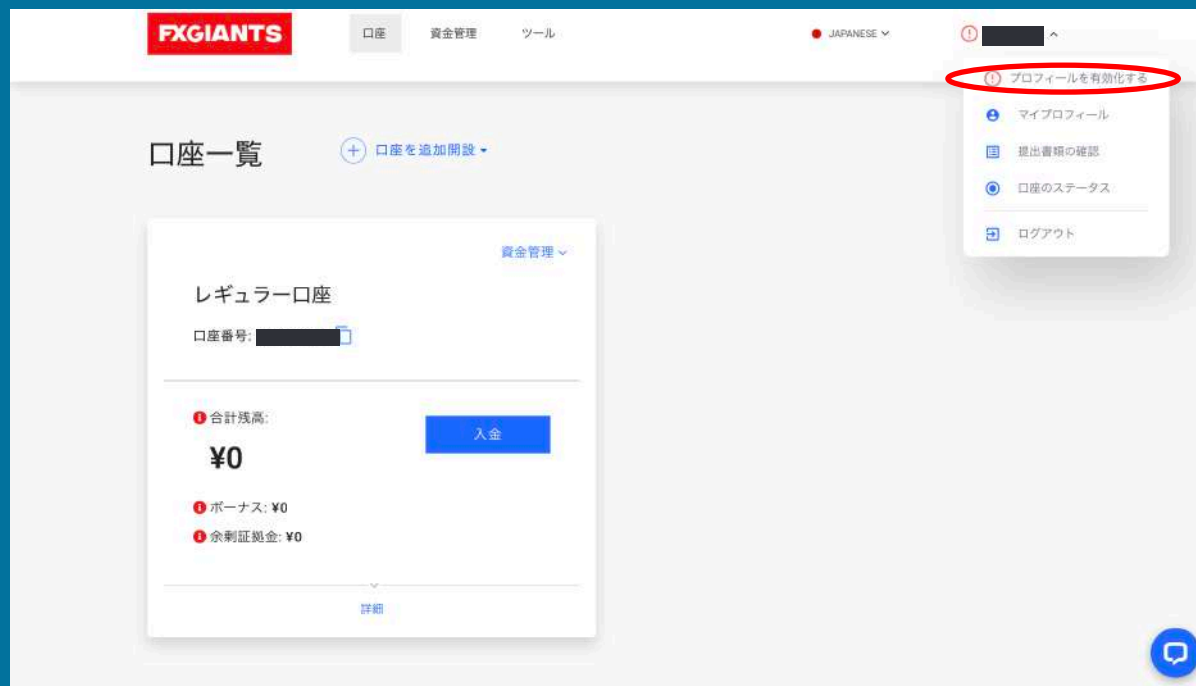 FXGIANTS
口座
資金管理
ツール
JAPANESE
プロフィールを有効化する
マイプロフィール
提出書類の確認
口座のステータス
ログアウト
口座一覧
口座を追加開設
資金管理
レギュラー口座
口座番号:
合計残高:
¥0
入金
ボーナス: ¥0
余剰証拠金: ¥0
詳細